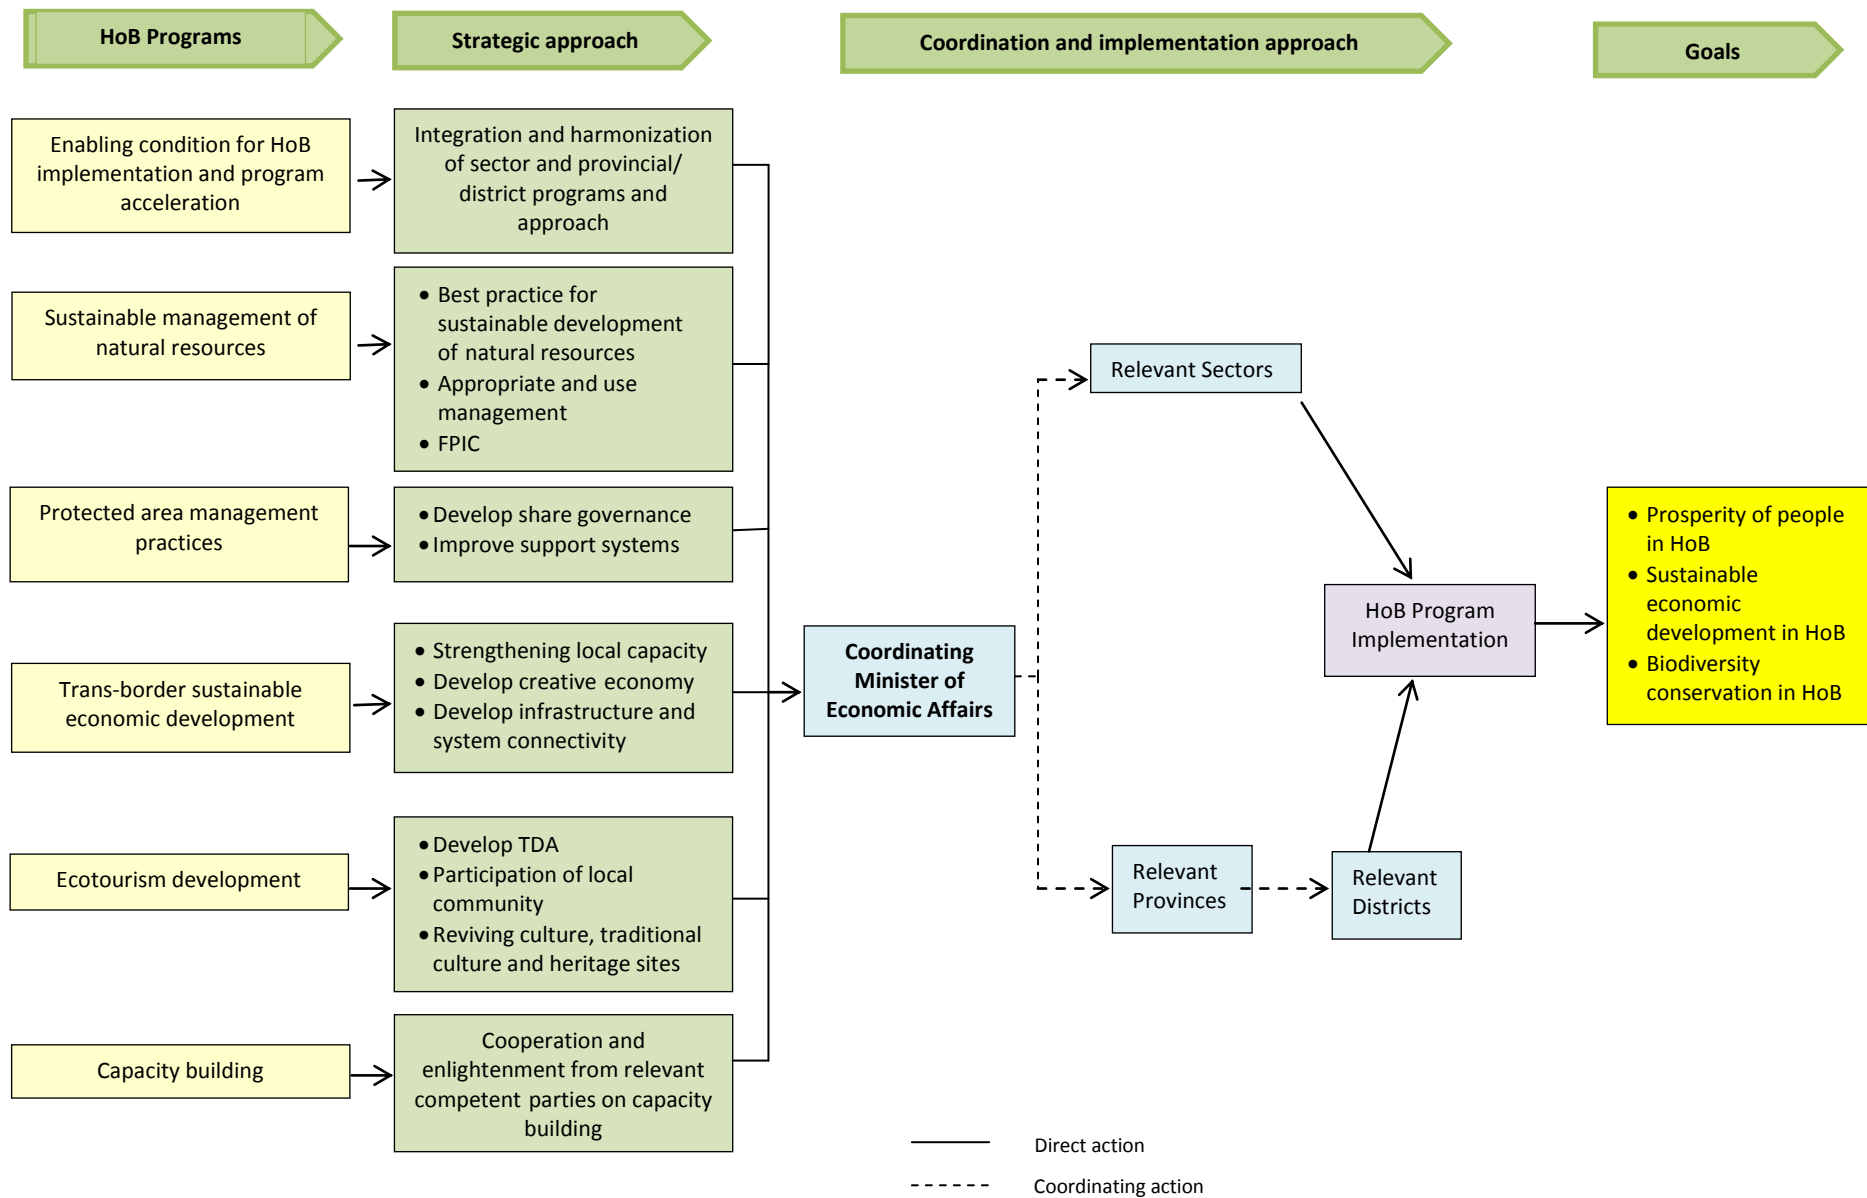 HoB Programs
Strategic approach
Coordination and implementation approach
Goals
Enabling condition for HoB
implementation and program
acceleration
Integration and harmonization
of sector and provincial/
district programs and
approach
Sustainable management of
natural resources
• Best practice for
sustainable development
of natural resources
• Appropriate and use
management
• FPIC
Protected area management
practices
• Develop share governance
• Improve support systems
Trans-border sustainable
economic development
• Strengthening local capacity
• Develop creative economy
• Develop infrastructure and
system connectivity
Ecotourism development
• Develop TDA
• Participation of local
community
• Reviving culture, traditional
culture and heritage sites
Capacity building
Cooperation and
enlightenment from relevant
competent parties on capacity
building
Coordinating
Minister of
Economic Affairs
Relevant Sectors
Relevant
Provinces
Relevant
Districts
HoB Program
Implementation
• Prosperity of people
in HoB
• Sustainable
economic
development in HoB
• Biodiversity
conservation in HoB
Direct action
Coordinating action